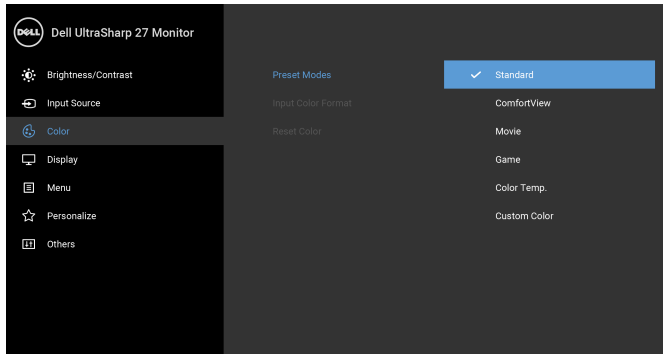 DELL Dell UltraSharp 27 Monitor
Brightness/Contrast Preset Modes Standard
Input Source Input Color Format ComfortView
Color Reset Color Movie
Display Game
Menu Color Temp.
Personalize Custom Color
Others